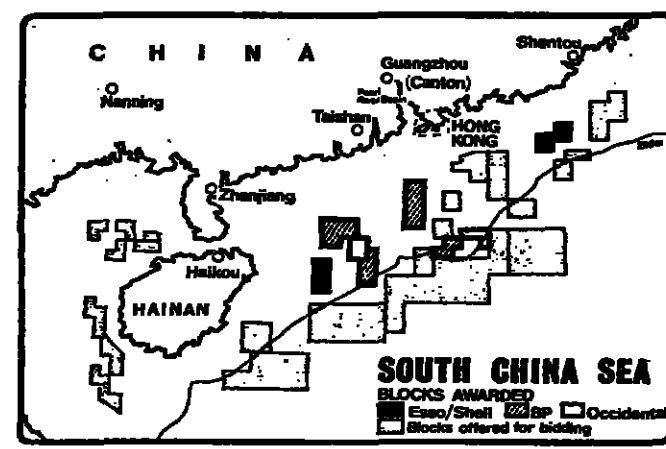 CHINA
Shantou
Guangzhou
(Canton)
Nanning
Taishan
HONG
KONG
Zhanjiang
Haikou
HAINAN
SOUTH CHINA SEA
BLOCKS AWARDED
Esso/Shell BP Occidental
Blocks offered for bidding